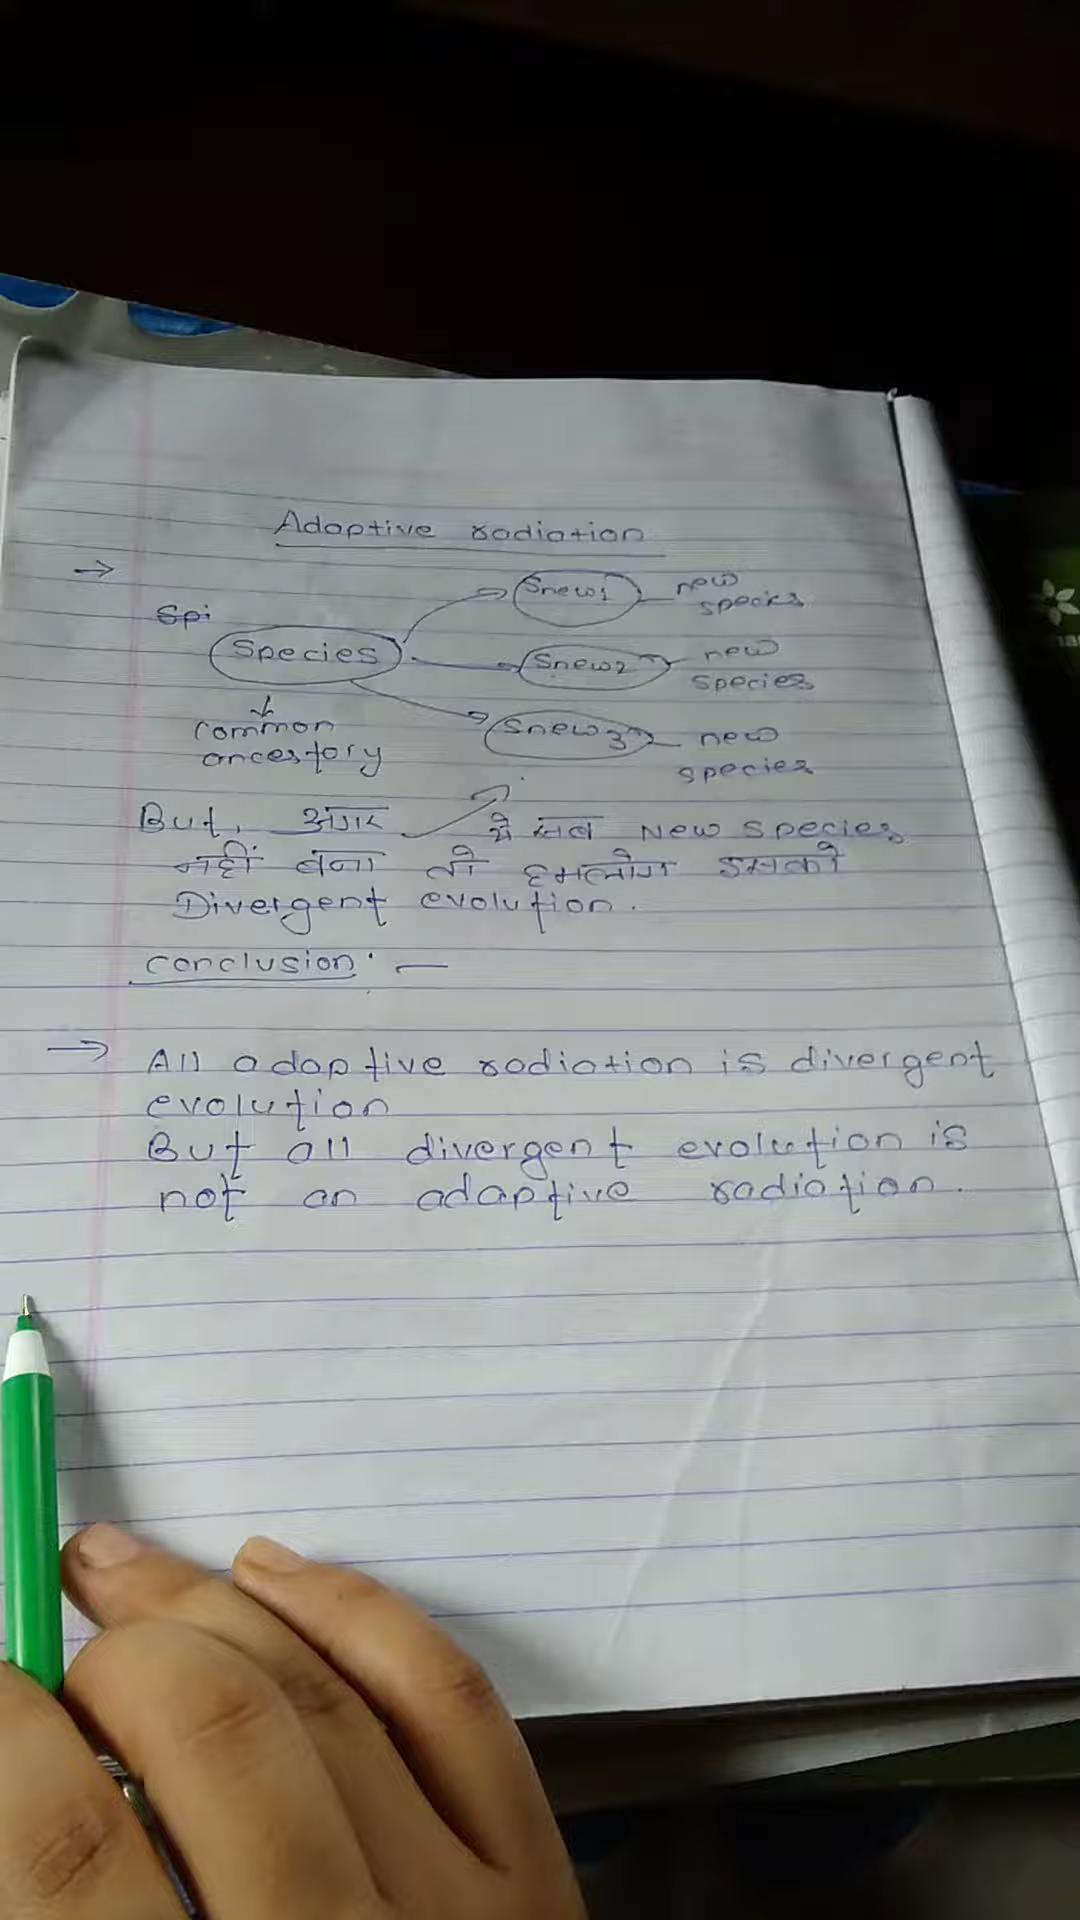 Adaptive radiation
→
Spi
Species
Snew1
new species
Snew2
new species
Snew3
new species
↓
common
ancestory
But, अगर ये सब New species
नहीं बना तो हमलोग इसको
Divergent evolution.
conclusion: —
→ All adaptive radiation is divergent
evolution
But all divergent evolution is
not an adaptive radiation.